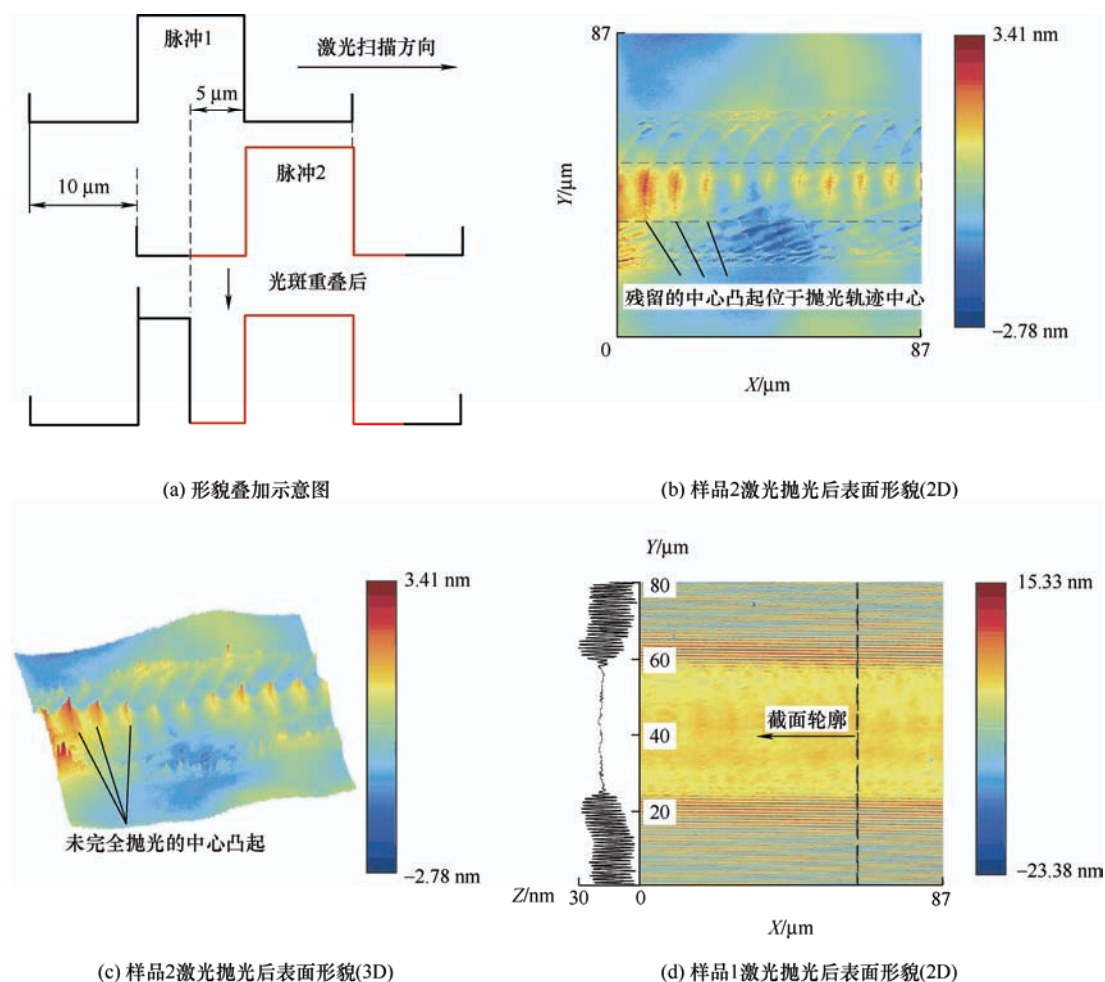 脉冲1
激光扫描方向
5 μm
脉冲2
10 μm
光斑重叠后
(a) 形貌叠加示意图
87
3.41 nm
Y/μm
残留的中心凸起位于抛光轨迹中心
−2.78 nm
0
87
X/μm
(b) 样品2激光抛光后表面形貌(2D)
3.41 nm
未完全抛光的中心凸起
−2.78 nm
(c) 样品2激光抛光后表面形貌(3D)
Y/μm
80
15.33 nm
60
截面轮廓
40
20
−23.38 nm
Z/nm
30
0
87
X/μm
(d) 样品1激光抛光后表面形貌(2D)